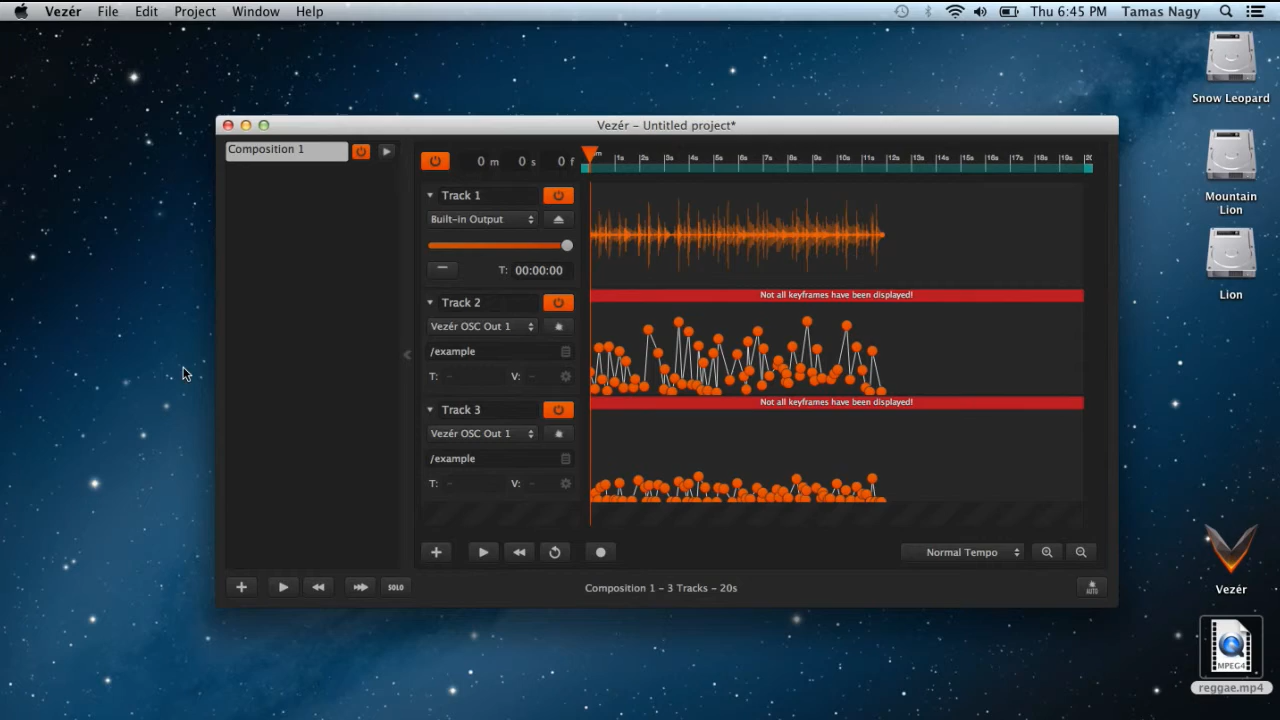 Vezér File Edit Project Window Help Thu 6:45 PM Tamas Nagy
Snow Leopard
Mountain
Lion
Lion
Vezér
MPEG4
reggae.mp4
Vezér – Untitled project*
Composition 1
0 m 0 s 0 f
1s 2s 3s 4s 5s 6s 7s 8s 9s 10s 11s 12s 13s 14s 15s 16s 17s 18s 19s
Track 1
Built-in Output
T: 00:00:00
Not all keyframes have been displayed!
Track 2
Vezér OSC Out 1
/example
T: – V: –
Not all keyframes have been displayed!
Track 3
Vezér OSC Out 1
/example
T: – V: –
Normal Tempo
SOLO
Composition 1 – 3 Tracks – 20s
AUTO